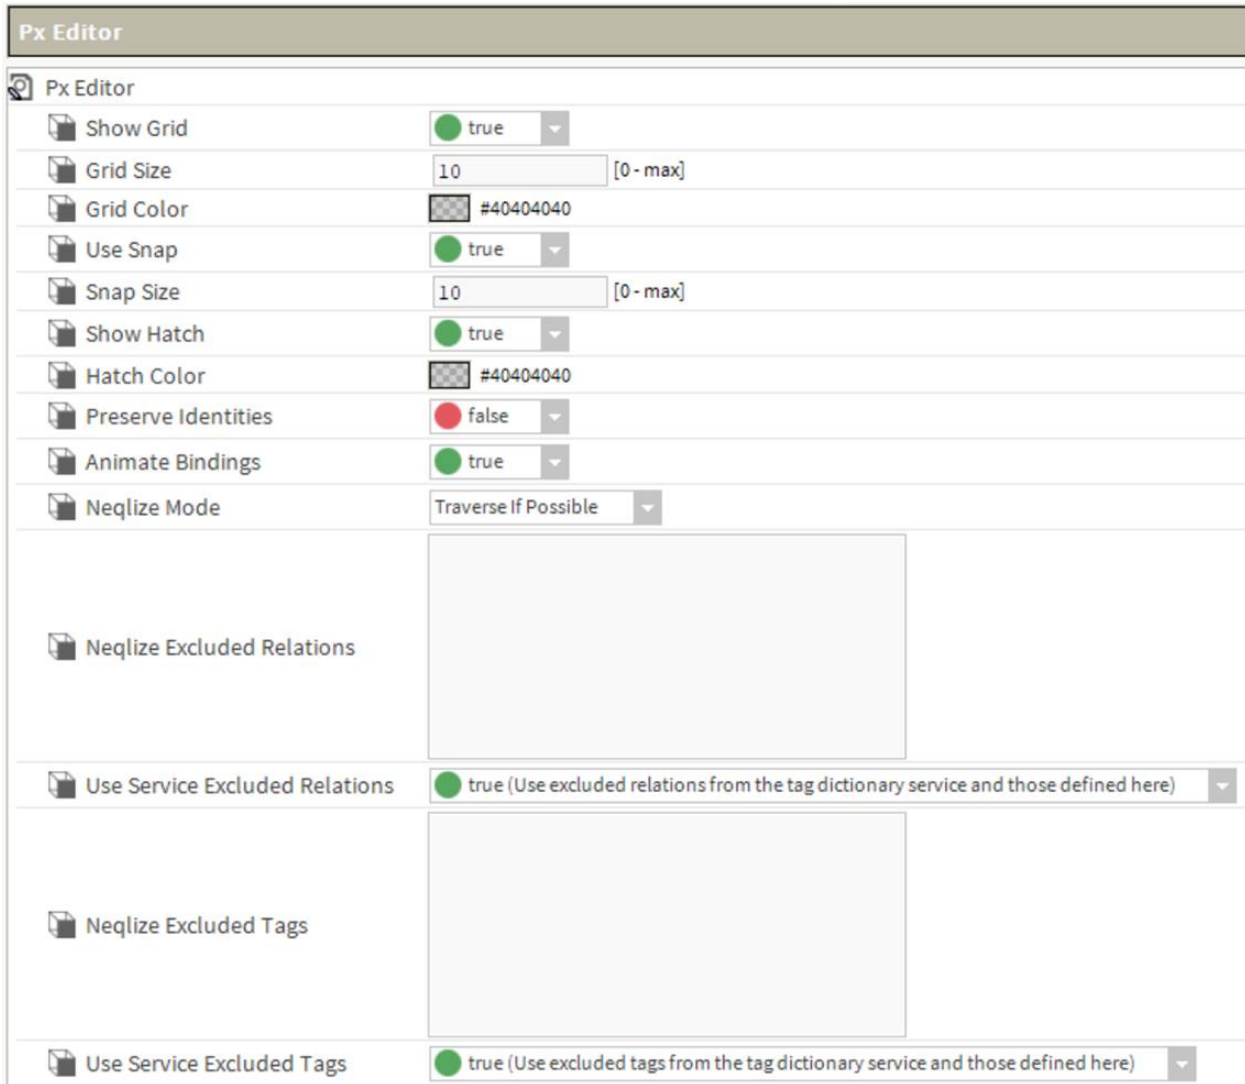 Px Editor
Px Editor
Show Grid true
Grid Size 10 [0 - max]
Grid Color #40404040
Use Snap true
Snap Size 10 [0 - max]
Show Hatch true
Hatch Color #40404040
Preserve Identities false
Animate Bindings true
Neqlize Mode Traverse If Possible
Neqlize Excluded Relations
Use Service Excluded Relations true (Use excluded relations from the tag dictionary service and those defined here)
Neqlize Excluded Tags
Use Service Excluded Tags true (Use excluded tags from the tag dictionary service and those defined here)